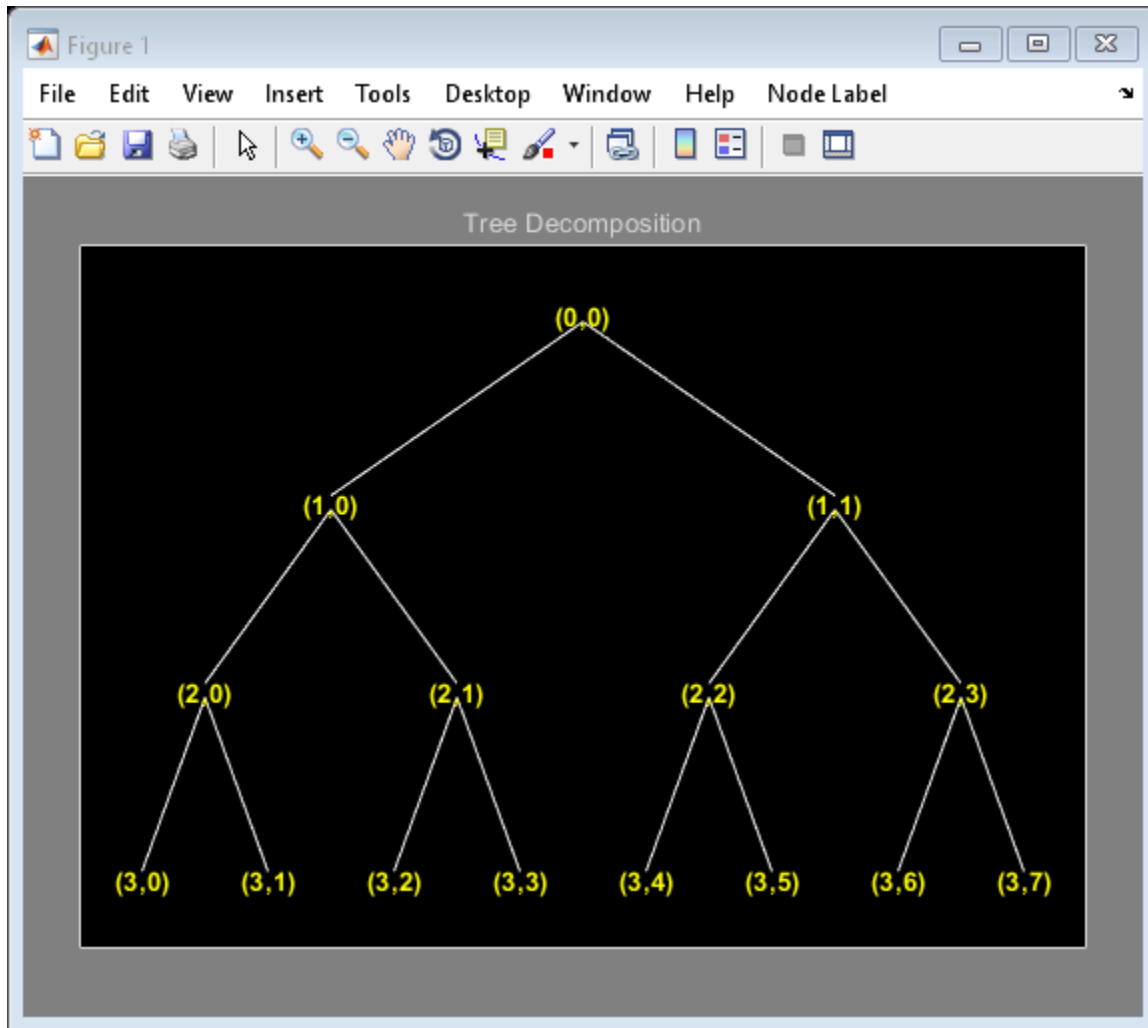 Figure 1
File Edit View Insert Tools Desktop Window Help Node Label
Tree Decomposition
(0,0)
(1,0) (1,1)
(2,0) (2,1) (2,2) (2,3)
(3,0) (3,1) (3,2) (3,3) (3,4) (3,5) (3,6) (3,7)